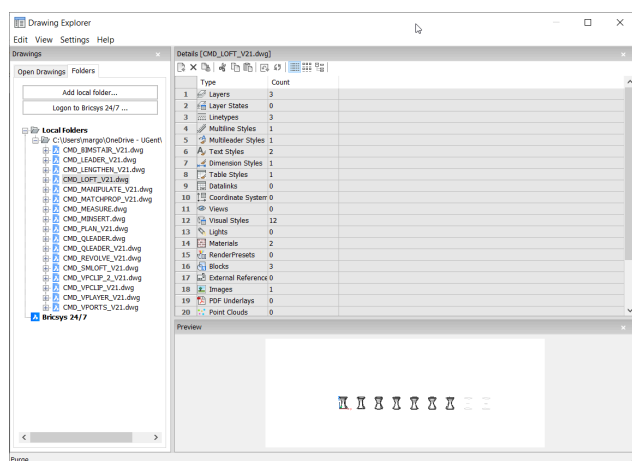 Drawing Explorer
Edit View Settings Help
Drawings
Open Drawings Folders
Add local folder...
Logon to Bricsys 24/7 ...
Local Folders
C:\Users\margo\OneDrive - UGent\
CMD_BIMSTAIR_V21.dwg
CMD_LEADER_V21.dwg
CMD_LENGTHEN_V21.dwg
CMD_LOFT_V21.dwg
CMD_MANIPULATE_V21.dwg
CMD_MATCHPROP_V21.dwg
CMD_MEASURE.dwg
CMD_MINSERT.dwg
CMD_PLAN_V21.dwg
CMD_QLEADER.dwg
CMD_QLEADER_V21.dwg
CMD_REVOLVE_V21.dwg
CMD_SMLOFT_V21.dwg
CMD_VPCLIP_2_V21.dwg
CMD_VPCLIP_V21.dwg
CMD_VPLAYER_V21.dwg
CMD_VPORTS_V21.dwg
Bricsys 24/7
Details [CMD_LOFT_V21.dwg]
Type Count
1 Layers 3
2 Layer States 0
3 Linetypes 3
4 Multiline Styles 1
5 Multileader Styles 1
6 Text Styles 2
7 Dimension Styles 1
8 Table Styles 1
9 Datalinks 0
10 Coordinate System 0
11 Views 0
12 Visual Styles 12
13 Lights 0
14 Materials 2
15 RenderPresets 0
16 Blocks 3
17 External Reference 0
18 Images 1
19 PDF Underlays 0
20 Point Clouds 0
Preview
Purge